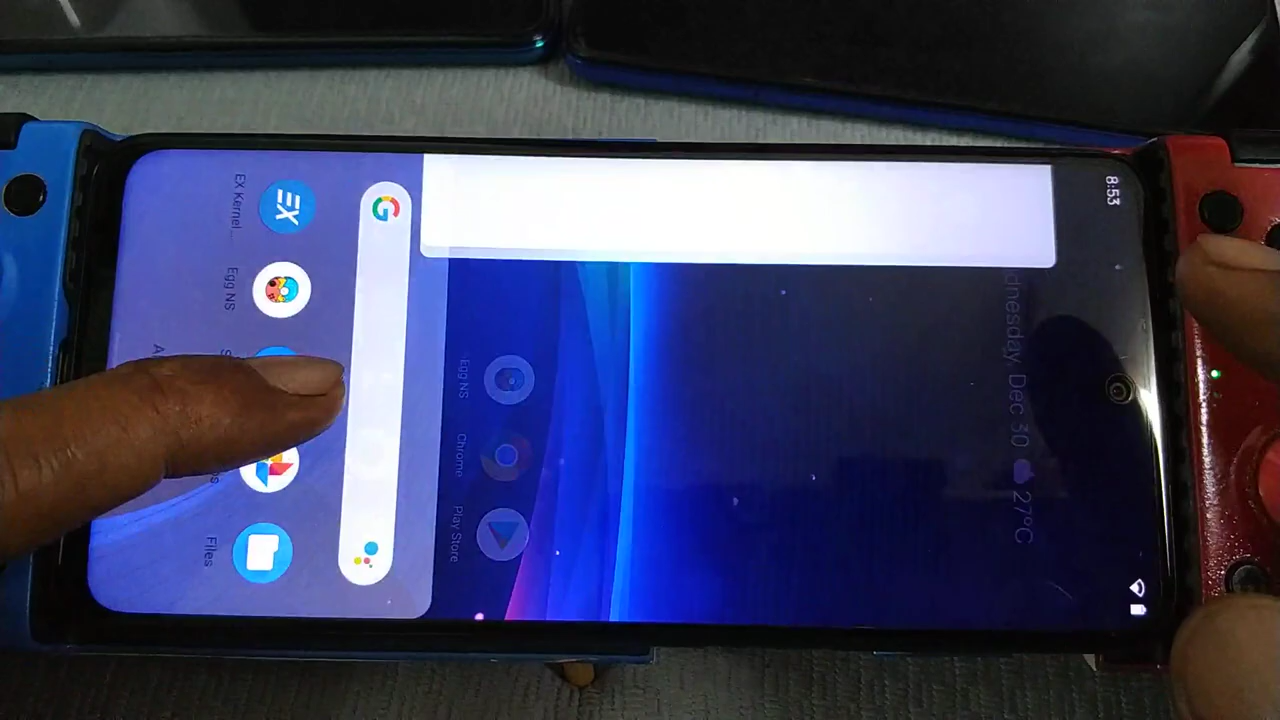 8:53
dnesday, Dec 30 27°C
Egg NS
Chrome
Play Store
G
EX
EX Kernel...
Egg NS
Files